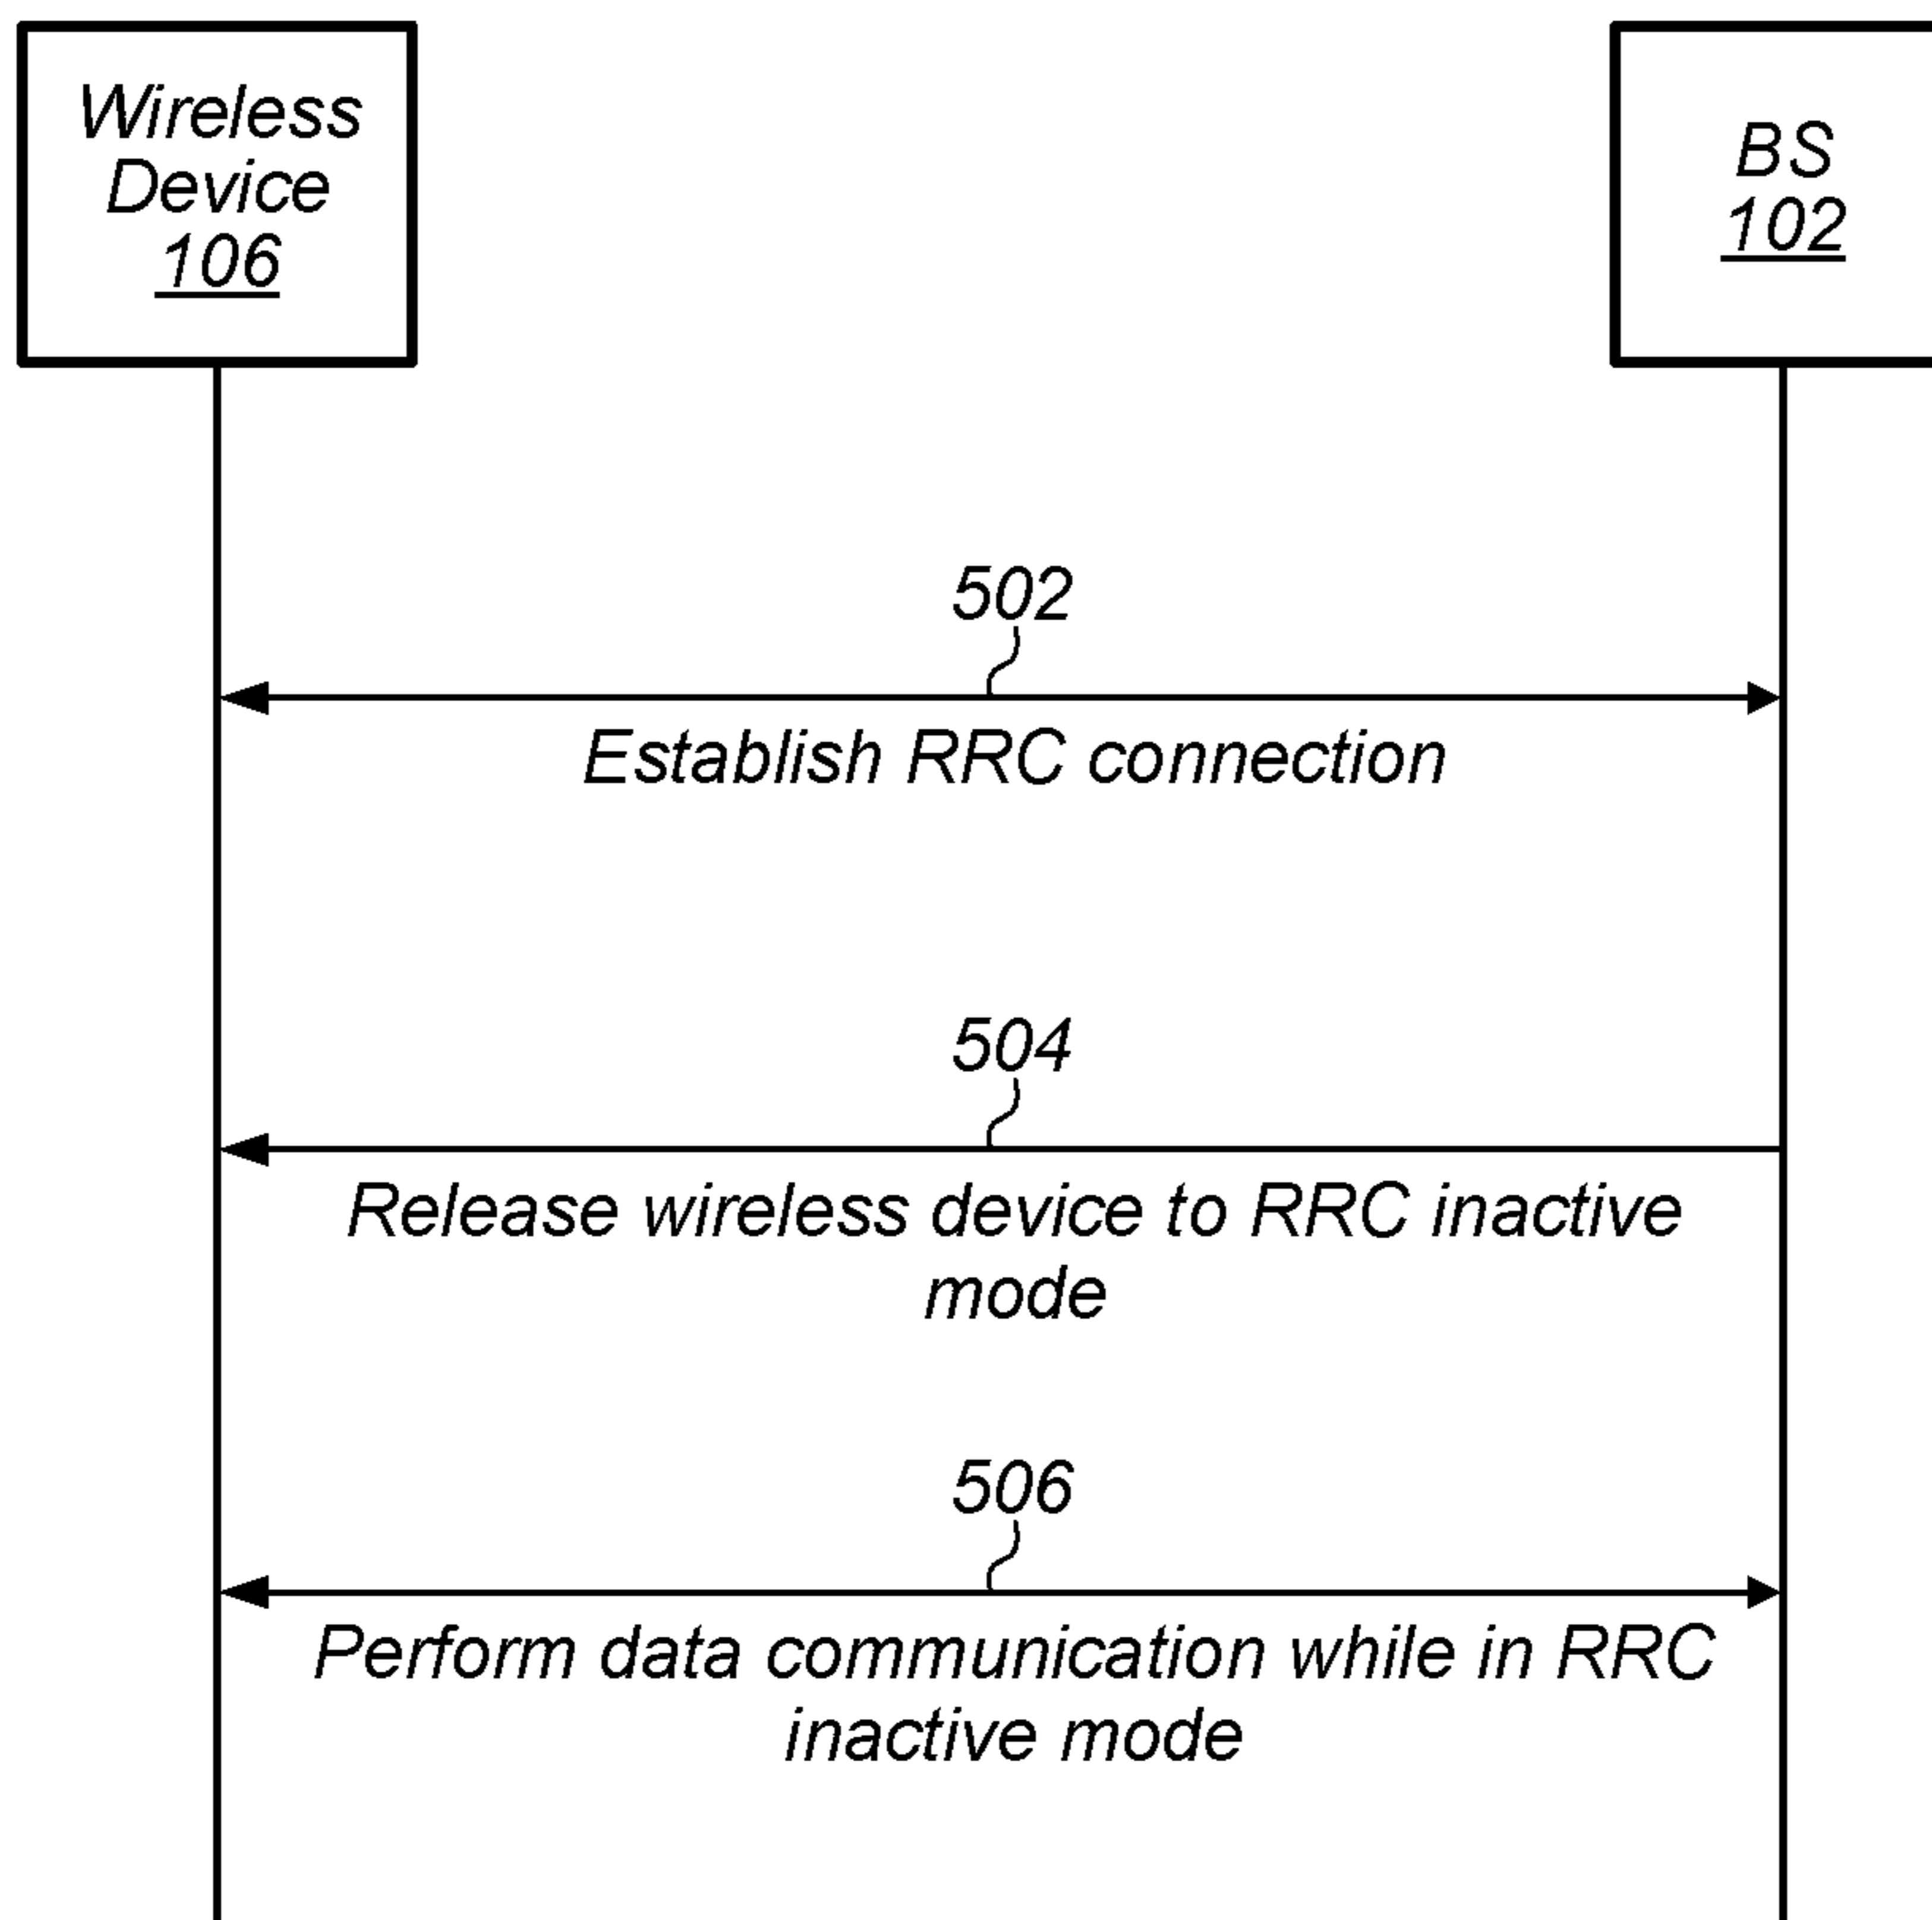 Wireless
Device
106
BS
102
502
Establish RRC connection
504
Release wireless device to RRC inactive
mode
506
Perform data communication while in RRC
inactive mode